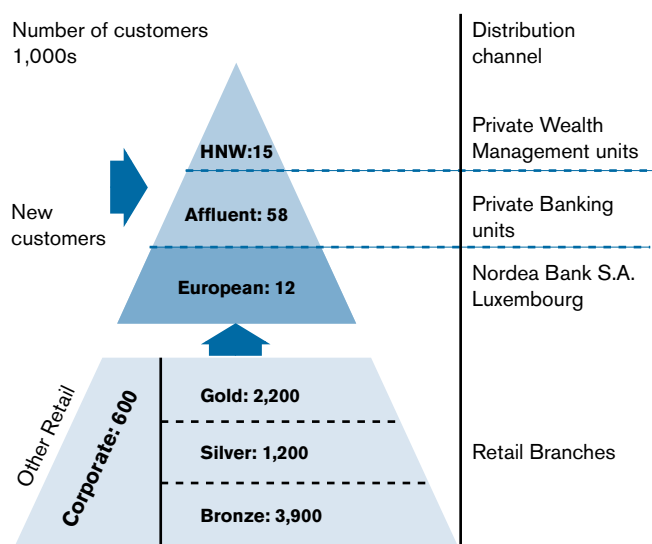 Number of customers
1,000s
Distribution
channel
HNW:15
Private Wealth
Management units
New
customers
Affluent: 58
Private Banking
units
European: 12
Nordea Bank S.A.
Luxembourg
Other Retail
Corporate: 600
Gold: 2,200
Silver: 1,200
Bronze: 3,900
Retail Branches